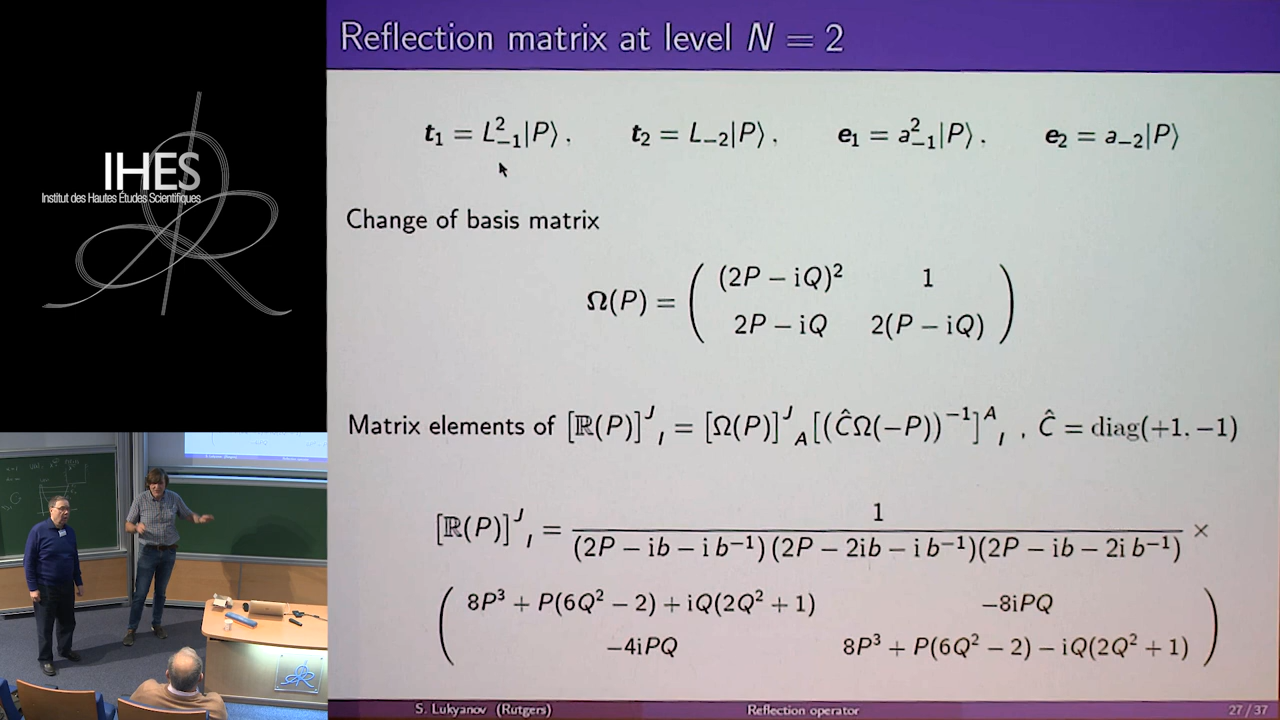 IHES
Institut des Hautes Études Scientifiques
Reflection matrix at level N = 2
t₁ = L²₋₁|P⟩ , t₂ = L₋₂|P⟩ , e₁ = a²₋₁|P⟩ , e₂ = a₋₂|P⟩
Change of basis matrix
Ω(P) = ( (2P − iQ)² 1
2P − iQ 2(P − iQ) )
Matrix elements of [ℝ(P)]ᴶ_I = [Ω(P)]ᴶ_A [(ĈΩ(−P))⁻¹]ᴬ_I , Ĉ = diag(+1, −1)
[ℝ(P)]ᴶ_I = 1 / (2P − ib − i b⁻¹)(2P − 2ib − i b⁻¹)(2P − ib − 2i b⁻¹) ×
( 8P³ + P(6Q² − 2) + iQ(2Q² + 1) −8iPQ
−4iPQ 8P³ + P(6Q² − 2) − iQ(2Q² + 1) )
S. Lukyanov (Rutgers) Reflection operator 27 / 37